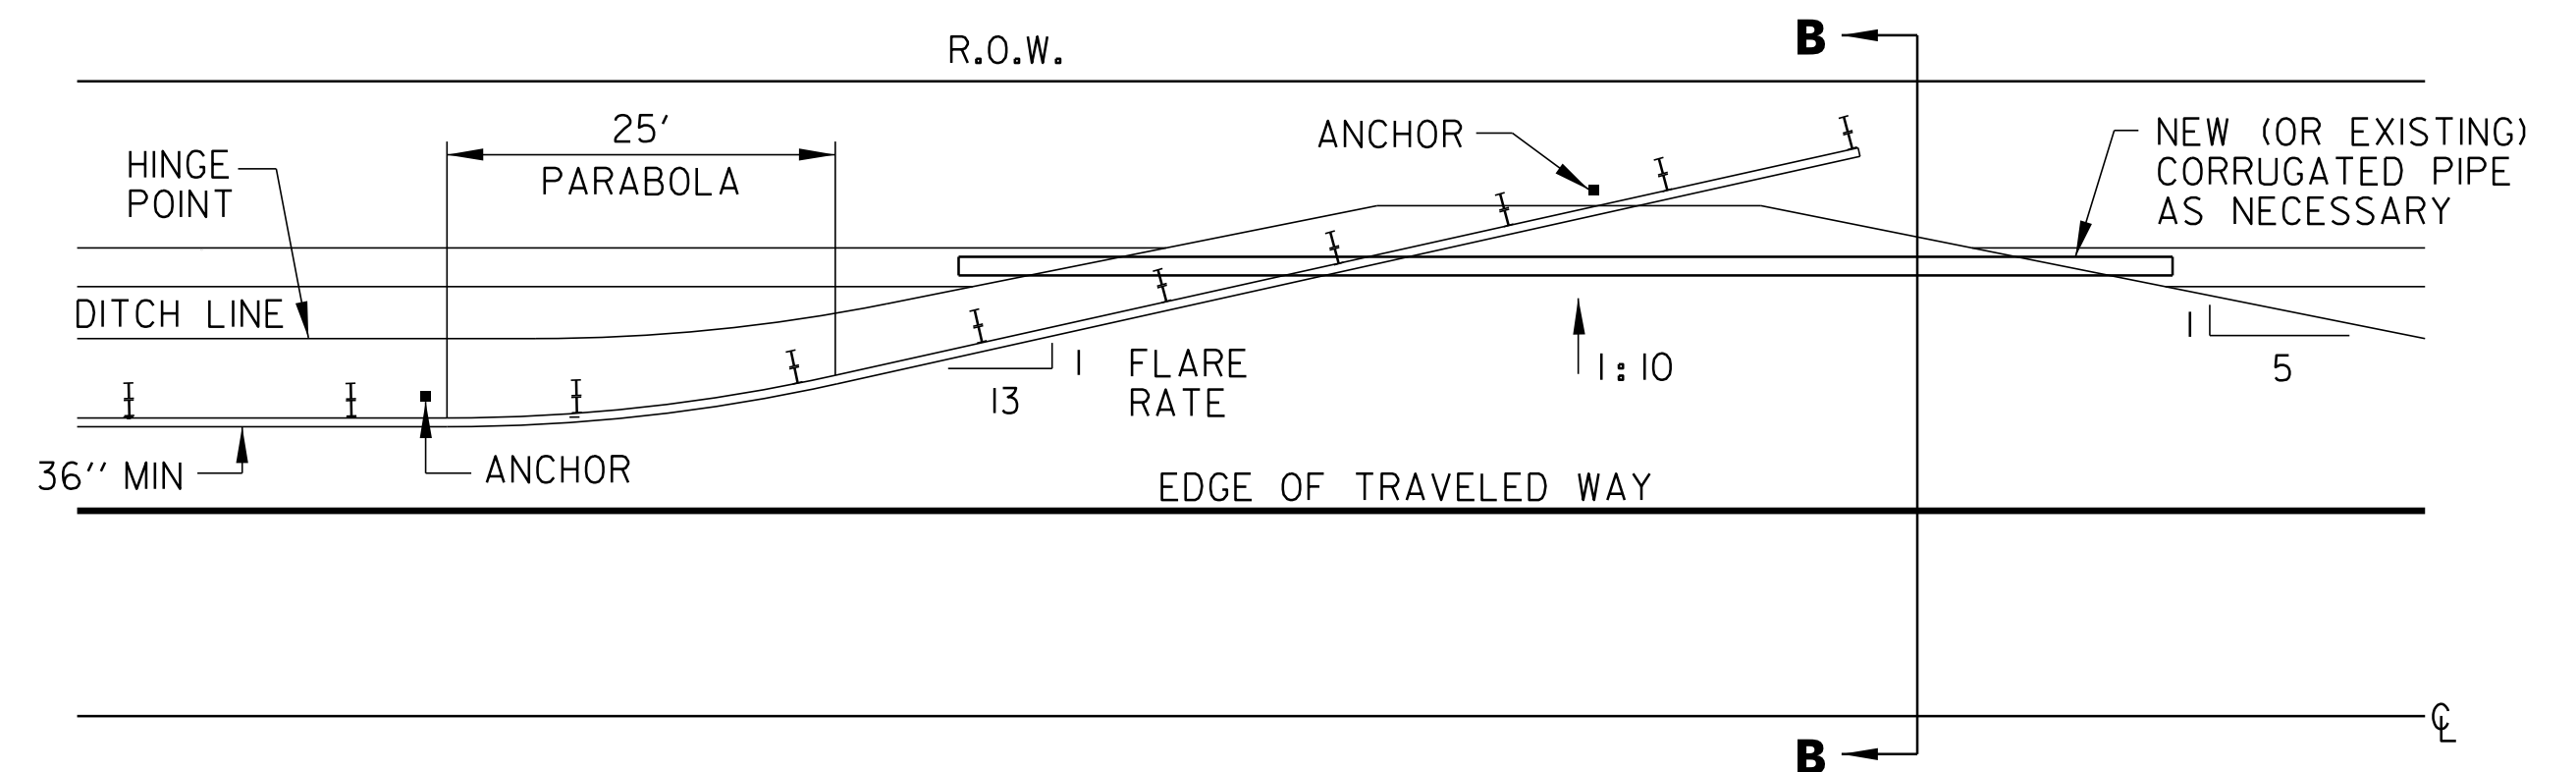 R.O.W.
B
25'
PARABOLA
HINGE
POINT
ANCHOR
NEW (OR EXISTING)
CORRUGATED PIPE
AS NECESSARY
DITCH LINE
1
13
FLARE
RATE
1:10
1
5
36'' MIN
ANCHOR
EDGE OF TRAVELED WAY
℄
B